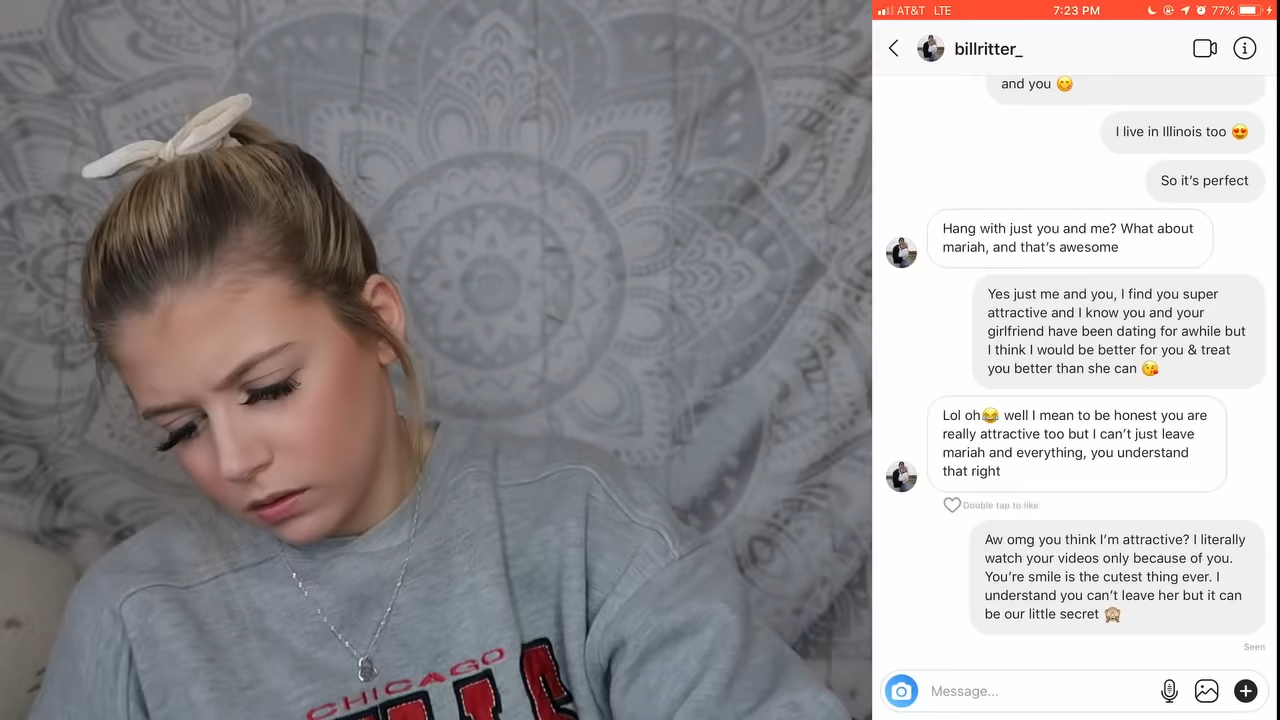 AT&T LTE 7:23 PM 77%
billritter_
and you 😋
I live in Illinois too 😍
So it's perfect
Hang with just you and me? What about
mariah, and that's awesome
Yes just me and you, I find you super
attractive and I know you and your
girlfriend have been dating for awhile but
I think I would be better for you & treat
you better than she can 😘
Lol oh😂 well I mean to be honest you are
really attractive too but I can't just leave
mariah and everything, you understand
that right
Double tap to like
Aw omg you think I'm attractive? I literally
watch your videos only because of you.
You're smile is the cutest thing ever. I
understand you can't leave her but it can
be our little secret 🙈
Seen
Message...
CHICAGO